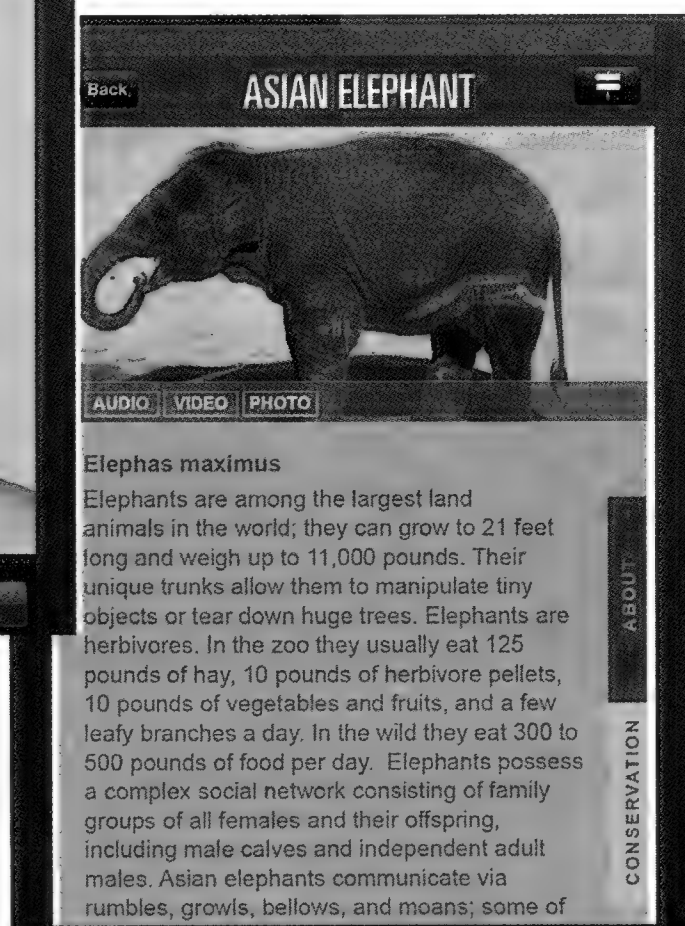 Back
ASIAN ELEPHANT
AUDIO VIDEO PHOTO
Elephas maximus
Elephants are among the largest land
animals in the world; they can grow to 21 feet
long and weigh up to 11,000 pounds. Their
unique trunks allow them to manipulate tiny
objects or tear down huge trees. Elephants are
herbivores. In the zoo they usually eat 125
pounds of hay, 10 pounds of herbivore pellets,
10 pounds of vegetables and fruits, and a few
leafy branches a day. In the wild they eat 300 to
500 pounds of food per day. Elephants possess
a complex social network consisting of family
groups of all females and their offspring,
including male calves and independent adult
males. Asian elephants communicate via
rumbles, growls, bellows, and moans; some of
ABOUT
CONSERVATION